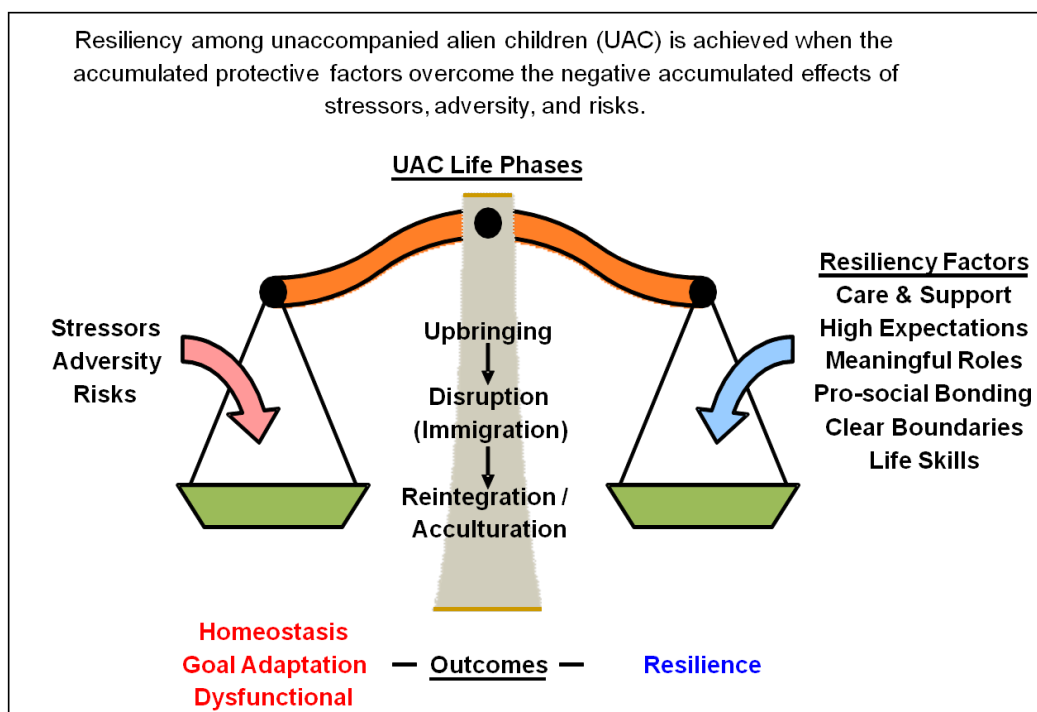 Resiliency among unaccompanied alien children (UAC) is achieved when the
accumulated protective factors overcome the negative accumulated effects of
stressors, adversity, and risks.
UAC Life Phases
Stressors
Adversity
Risks
Upbringing
Disruption
(Immigration)
Reintegration /
Acculturation
Resiliency Factors
Care & Support
High Expectations
Meaningful Roles
Pro-social Bonding
Clear Boundaries
Life Skills
Homeostasis
Goal Adaptation
Dysfunctional
— Outcomes —
Resilience